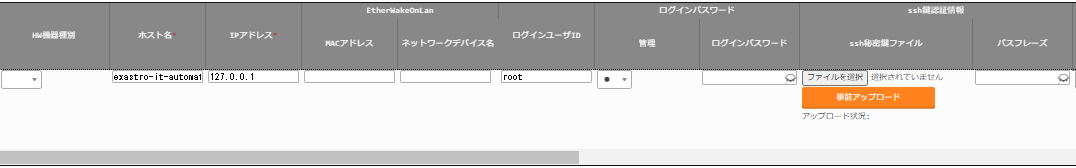 EtherWakeOnLan
ログインパスワード
ssh鍵認証情報
HW機器種別
ホスト名*
IPアドレス*
MACアドレス
ネットワークデバイス名
ログインユーザID
管理
ログインパスワード
ssh秘密鍵ファイル
パスフレーズ
exastro-it-automat
127.0.0.1
root
●
ファイルを選択 選択されていません
事前アップロード
アップロード状況: